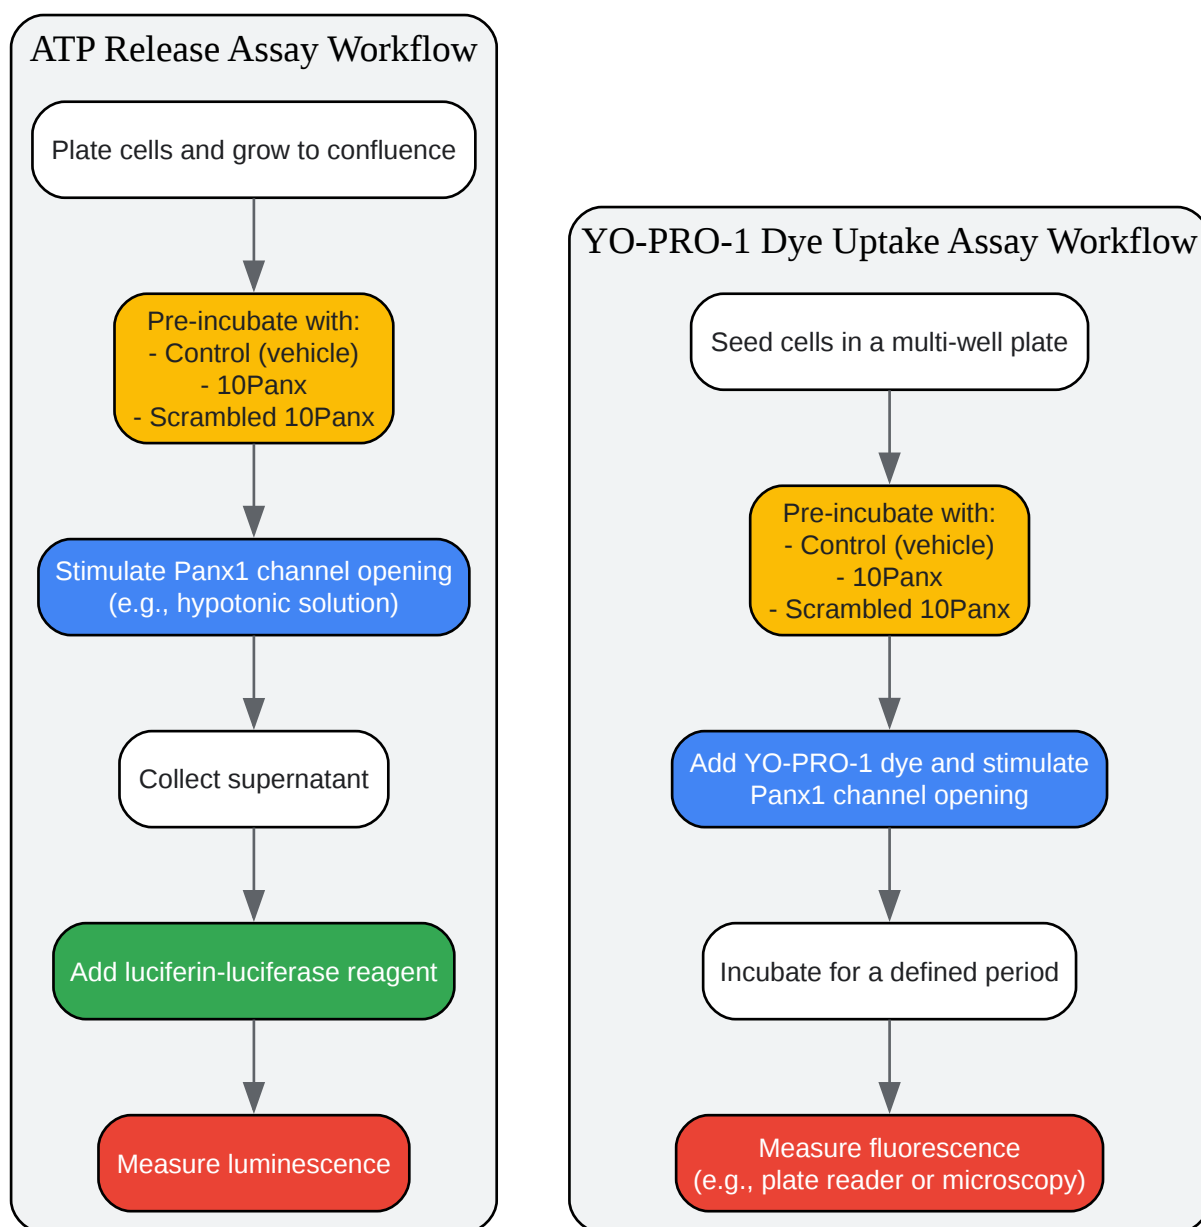 ATP Release Assay Workflow
Plate cells and grow to confluence
Pre-incubate with:
- Control (vehicle)
- 10Panx
- Scrambled 10Panx
Stimulate Panx1 channel opening
(e.g., hypotonic solution)
Collect supernatant
Add luciferin-luciferase reagent
Measure luminescence
YO-PRO-1 Dye Uptake Assay Workflow
Seed cells in a multi-well plate
Pre-incubate with:
- Control (vehicle)
- 10Panx
- Scrambled 10Panx
Add YO-PRO-1 dye and stimulate
Panx1 channel opening
Incubate for a defined period
Measure fluorescence
(e.g., plate reader or microscopy)